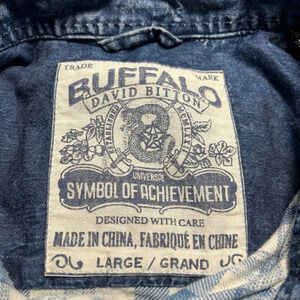 TRADE MARK
BUFFALO
DAVID BITTON
ESTABLISHED
UNIVERSAL
SYMBOL OF ACHIEVEMENT
DESIGNED WITH CARE
MADE IN CHINA, FABRIQUÉ EN CHINE
LARGE / GRAND